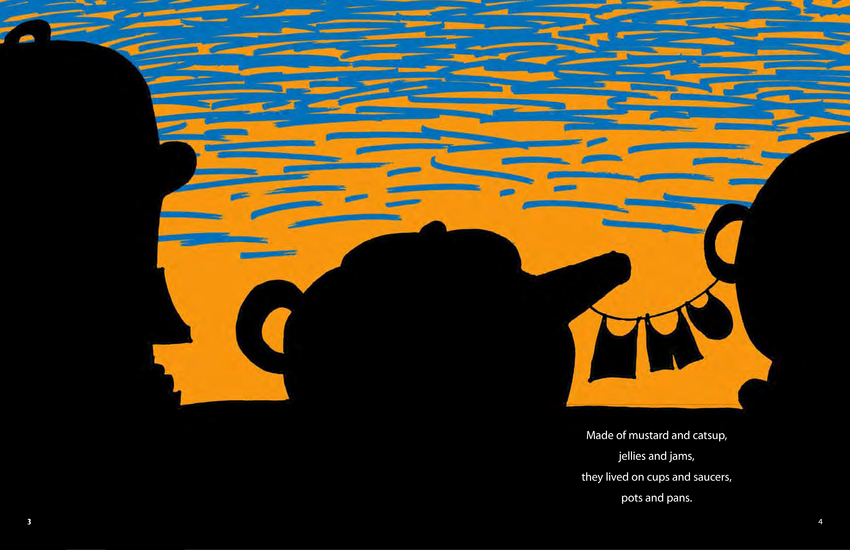 Made of mustard and catsup,
jellies and jams,
they lived on cups and saucers,
pots and pans.
3
4